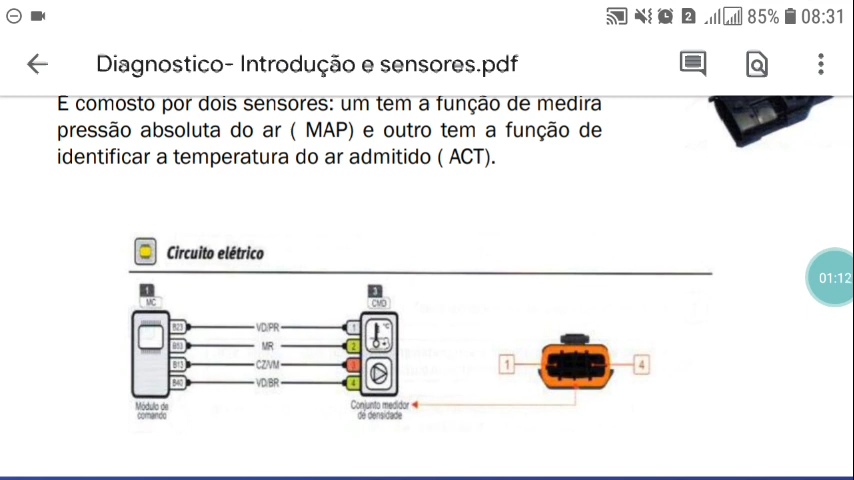 2 85% 08:31
Diagnostico- Introdução e sensores.pdf
E comosto por dois sensores: um tem a função de medira
pressão absoluta do ar ( MAP) e outro tem a função de
identificar a temperatura do ar admitido ( ACT).
Circuito elétrico
01:12
1
MC
3
CMD
B23 VD/PR 1
B53 MR 2
B13 CZ/VM 3
B40 VD/BR 4
°C
1 4
Módulo de
comando
Conjunto medidor
de densidade